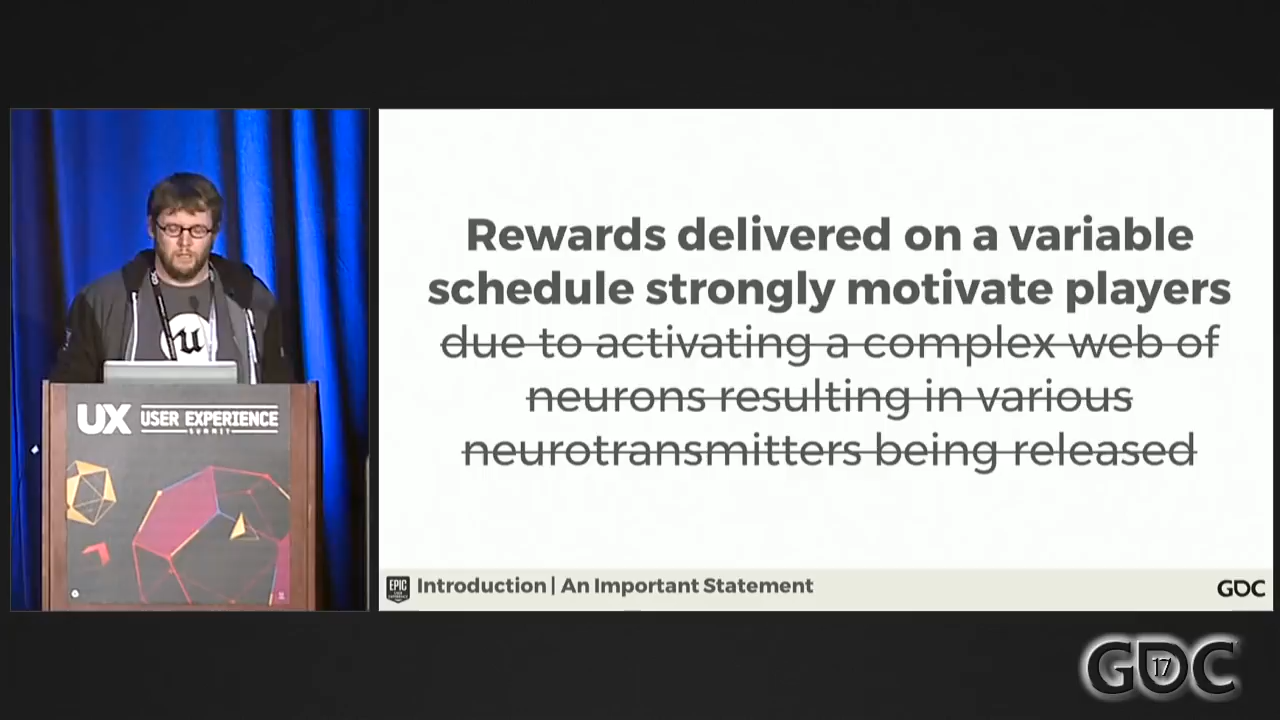 Rewards delivered on a variable
schedule strongly motivate players
due to activating a complex web of
neurons resulting in various
neurotransmitters being released
EPIC
Introduction | An Important Statement
GDC
u
UX USER EXPERIENCE
SUMMIT
GDC
17